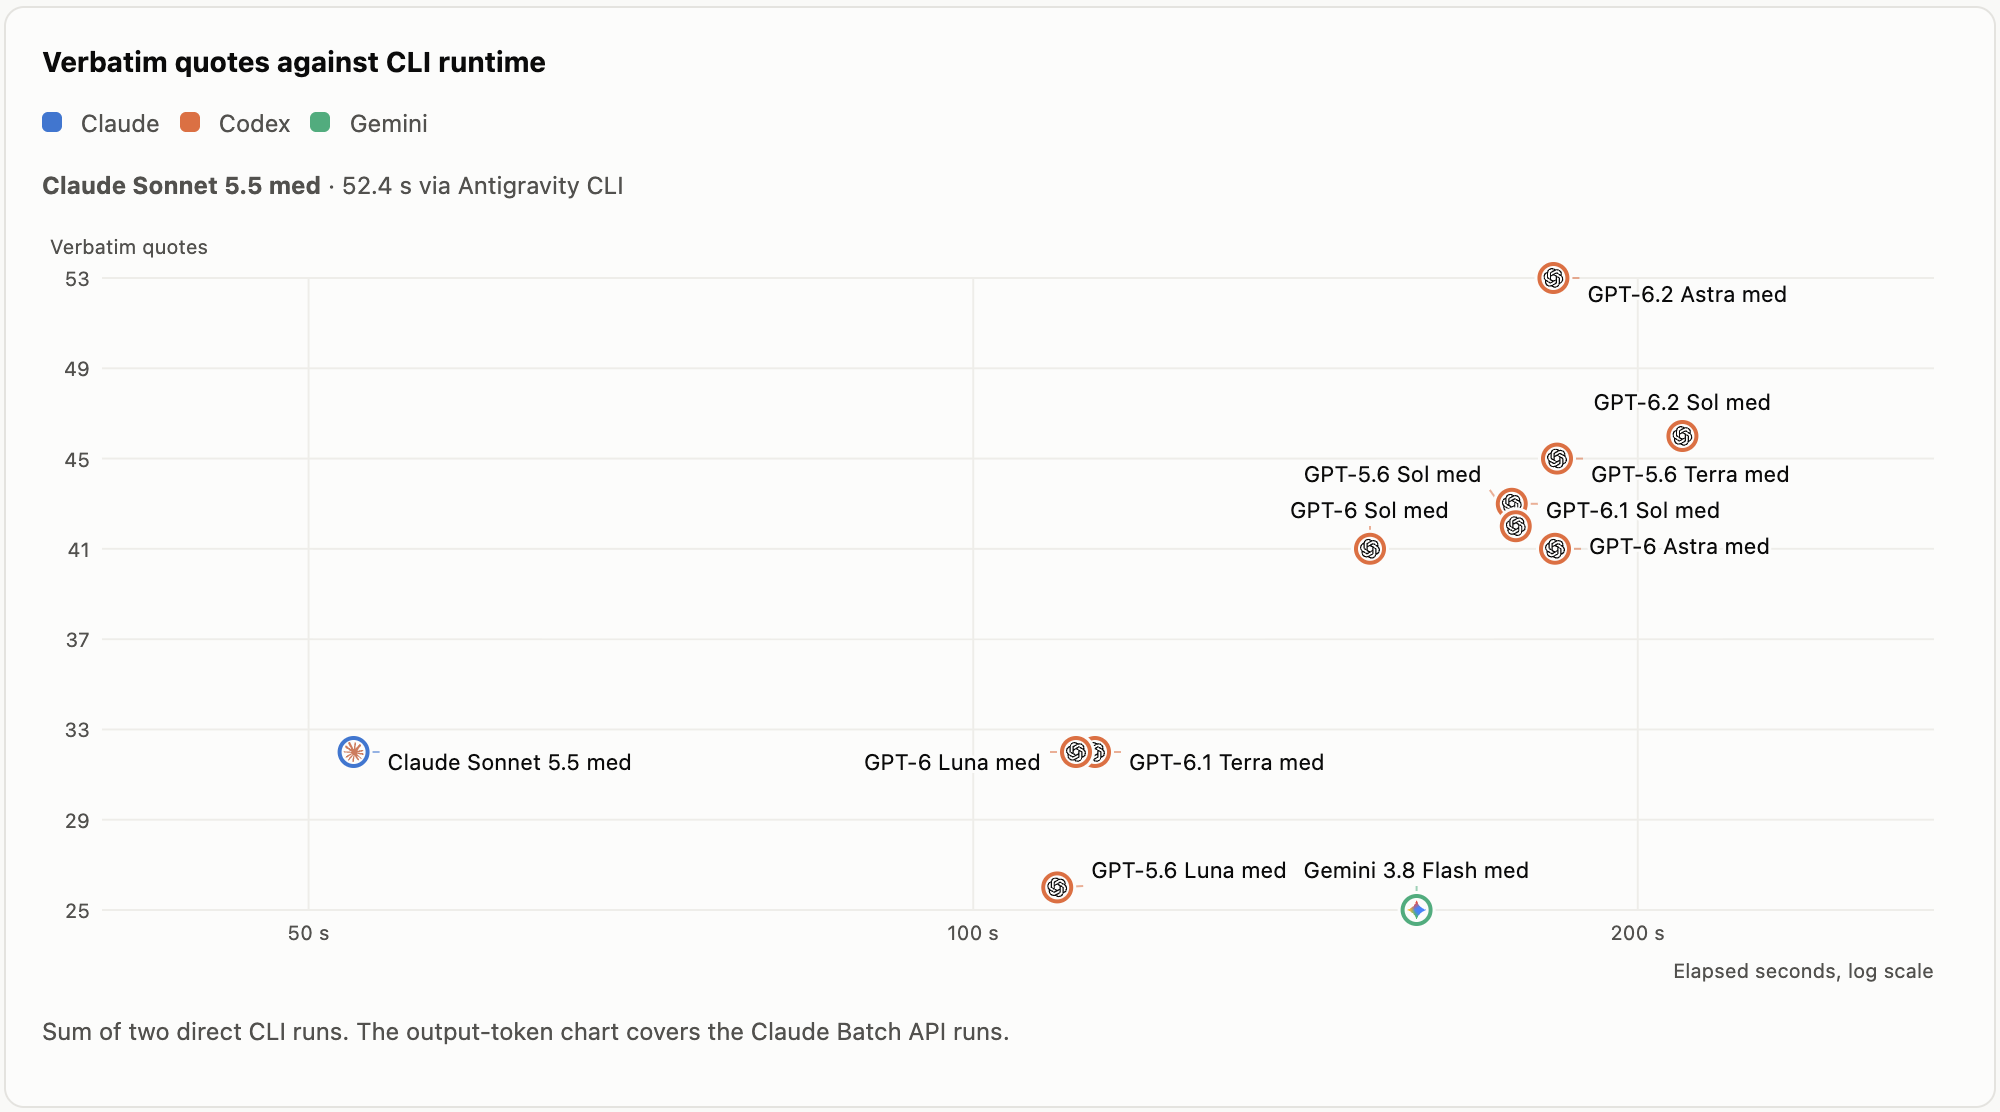 Verbatim quotes against CLI runtime
Claude Codex Gemini
Claude Sonnet 5.5 med · 52.4 s via Antigravity CLI
Verbatim quotes
53
GPT-6.2 Astra med
49
GPT-6.2 Sol med
45
GPT-5.6 Sol med
GPT-5.6 Terra med
GPT-6 Sol med
GPT-6.1 Sol med
41
GPT-6 Astra med
37
33
Claude Sonnet 5.5 med
GPT-6 Luna med
GPT-6.1 Terra med
29
GPT-5.6 Luna med
Gemini 3.8 Flash med
25
50 s
100 s
200 s
Elapsed seconds, log scale
Sum of two direct CLI runs. The output-token chart covers the Claude Batch API runs.